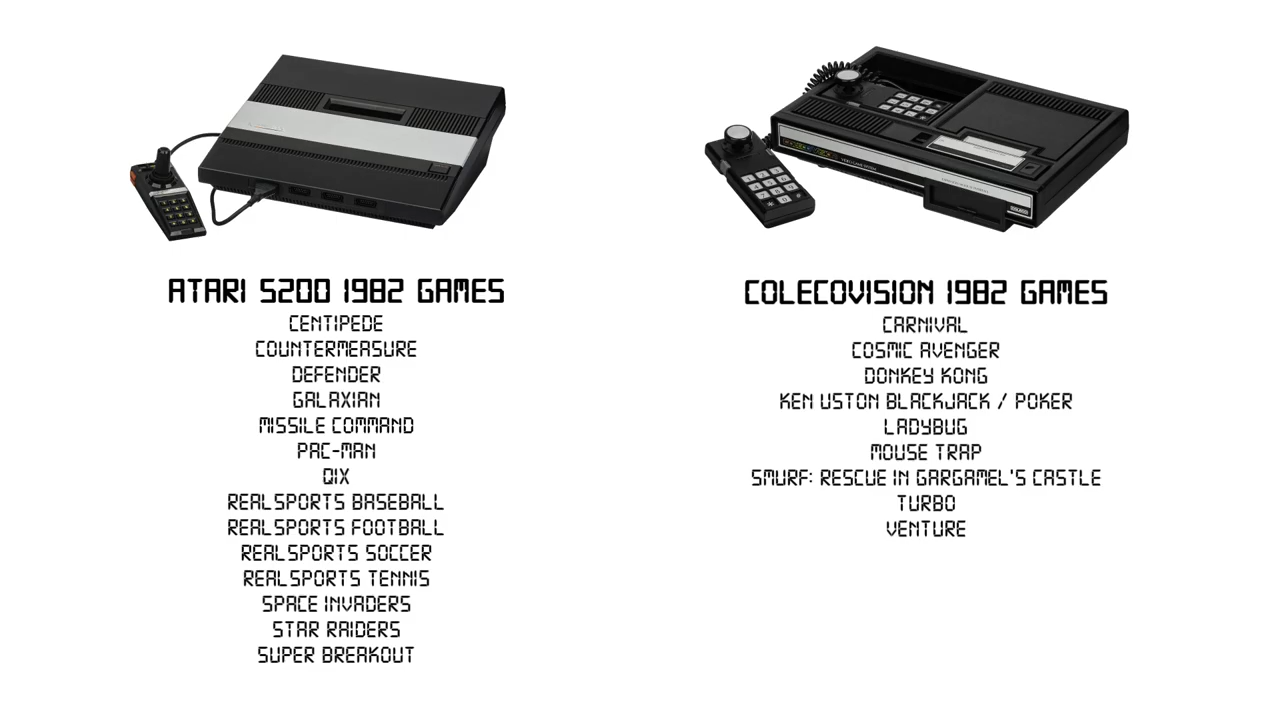 ATARI 5200 1982 GAMES
CENTIPEDE
COUNTERMEASURE
DEFENDER
GALAXIAN
MISSILE COMMAND
PAC-MAN
QIX
REALSPORTS BASEBALL
REALSPORTS FOOTBALL
REALSPORTS SOCCER
REALSPORTS TENNIS
SPACE INVADERS
STAR RAIDERS
SUPER BREAKOUT
COLECOVISION 1982 GAMES
CARNIVAL
COSMIC AVENGER
DONKEY KONG
KEN USTON BLACKJACK / POKER
LADYBUG
MOUSE TRAP
SMURF: RESCUE IN GARGAMEL'S CASTLE
TURBO
VENTURE